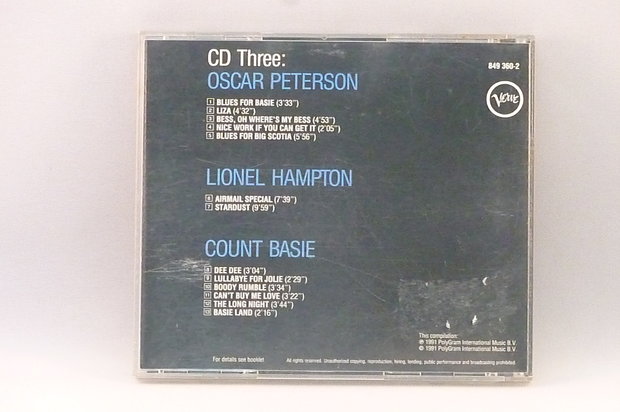 CD Three:
849 360-2
OSCAR PETERSON
Verve
1 BLUES FOR BASIE (3'33")
2 LIZA (4'32")
3 BESS, OH WHERE'S MY BESS (4'53")
4 NICE WORK IF YOU CAN GET IT (2'05")
5 BLUES FOR BIG SCOTIA (5'56")
LIONEL HAMPTON
6 AIRMAIL SPECIAL (7'39")
7 STARDUST (9'59")
COUNT BASIE
8 DEE DEE (3'04")
9 LULLABYE FOR JOLIE (2'29")
10 BOODY RUMBLE (3'34")
11 CAN'T BUY ME LOVE (3'22")
12 THE LONG NIGHT (3'44")
13 BASIE LAND (2'16")
This compilation:
℗ 1991 PolyGram International Music B.V.
© 1991 PolyGram International Music B.V.
For details see booklet
All rights reserved. Unauthorized copying, reproduction, hiring, lending, public performance and broadcasting prohibited.